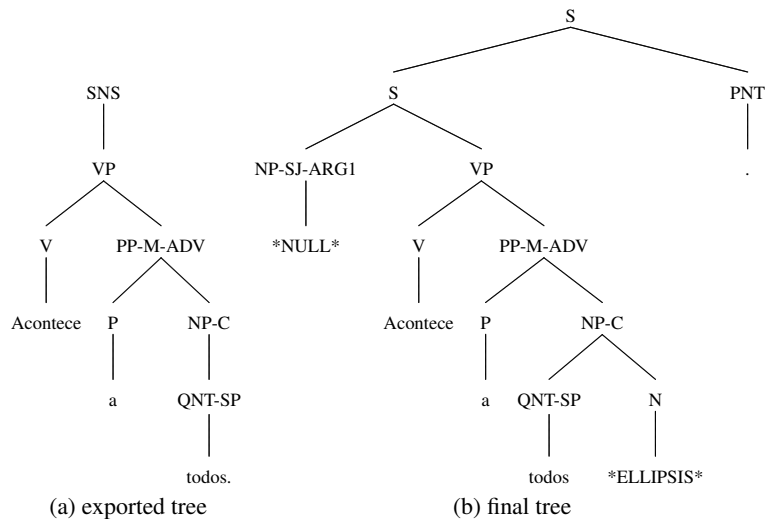 S
SNS S PNT
VP NP-SJ-ARG1 VP .
V PP-M-ADV *NULL* V PP-M-ADV
Acontece P NP-C Acontece P NP-C
a QNT-SP a QNT-SP N
todos. todos *ELLIPSIS*
(a) exported tree (b) final tree